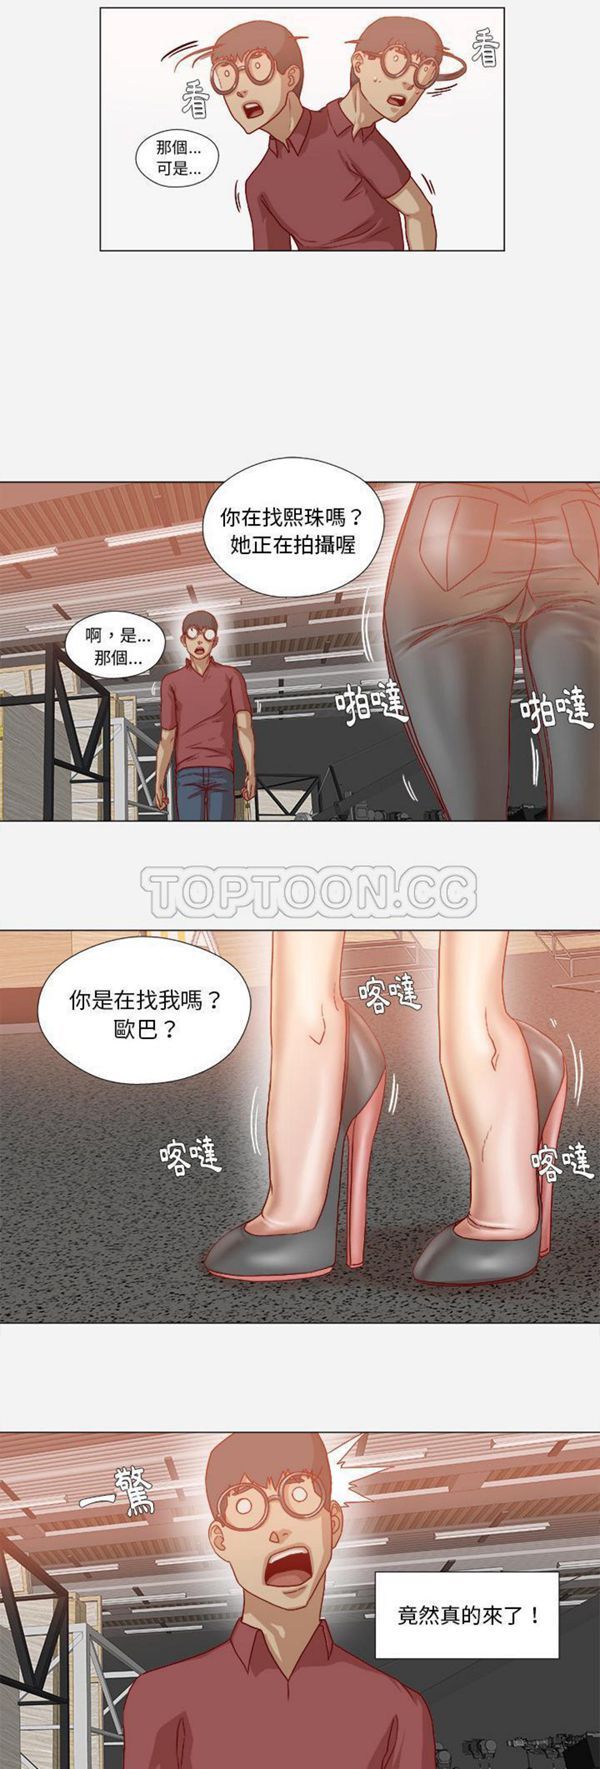 看
看
那個...
可是...
你在找熙珠嗎？
她正在拍攝喔
啊，是...
那個...
啪噠
啪噠
TOPTOON.CC
你是在找我嗎？
歐巴？
喀噠
喀噠
喀噠
一驚
竟然真的來了！